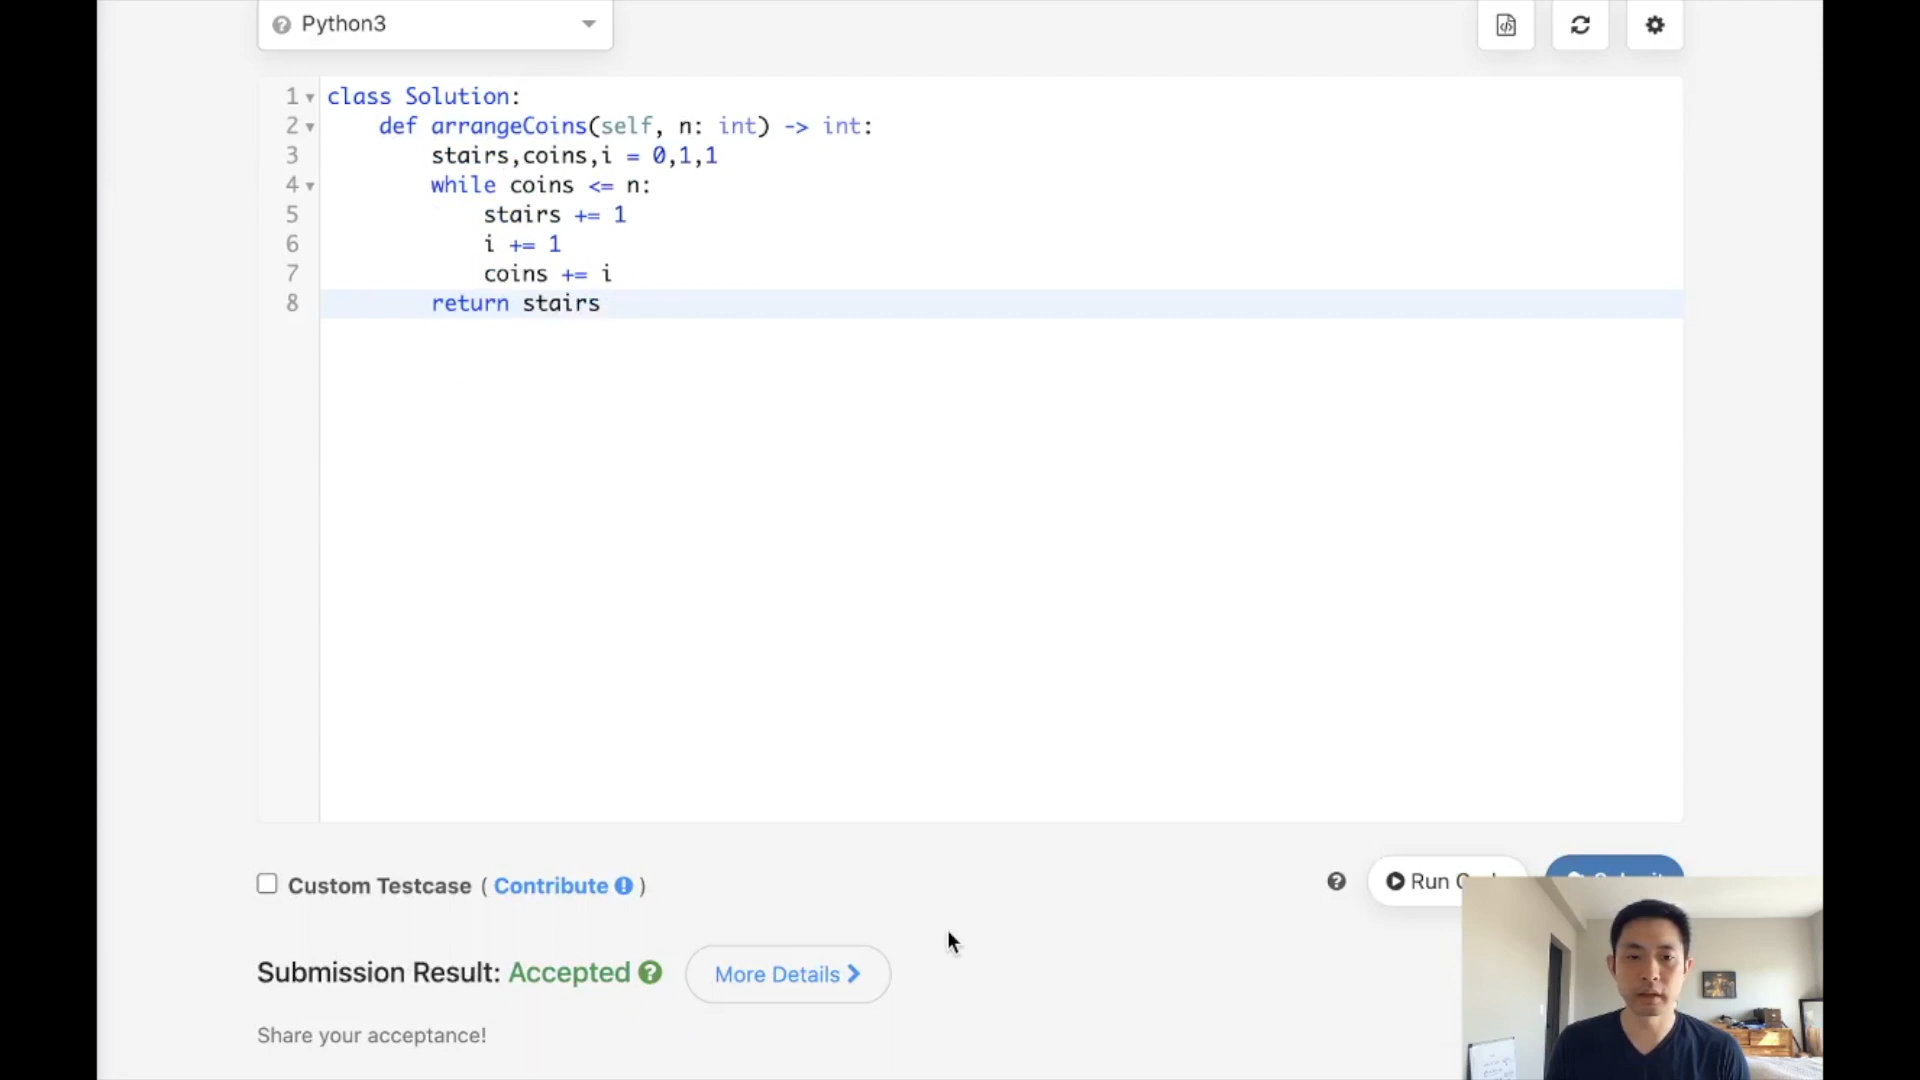 Python3
1 class Solution:
2 def arrangeCoins(self, n: int) -> int:
3 stairs,coins,i = 0,1,1
4 while coins <= n:
5 stairs += 1
6 i += 1
7 coins += i
8 return stairs
Custom Testcase ( Contribute )
Run
Submission Result: Accepted
More Details
Share your acceptance!